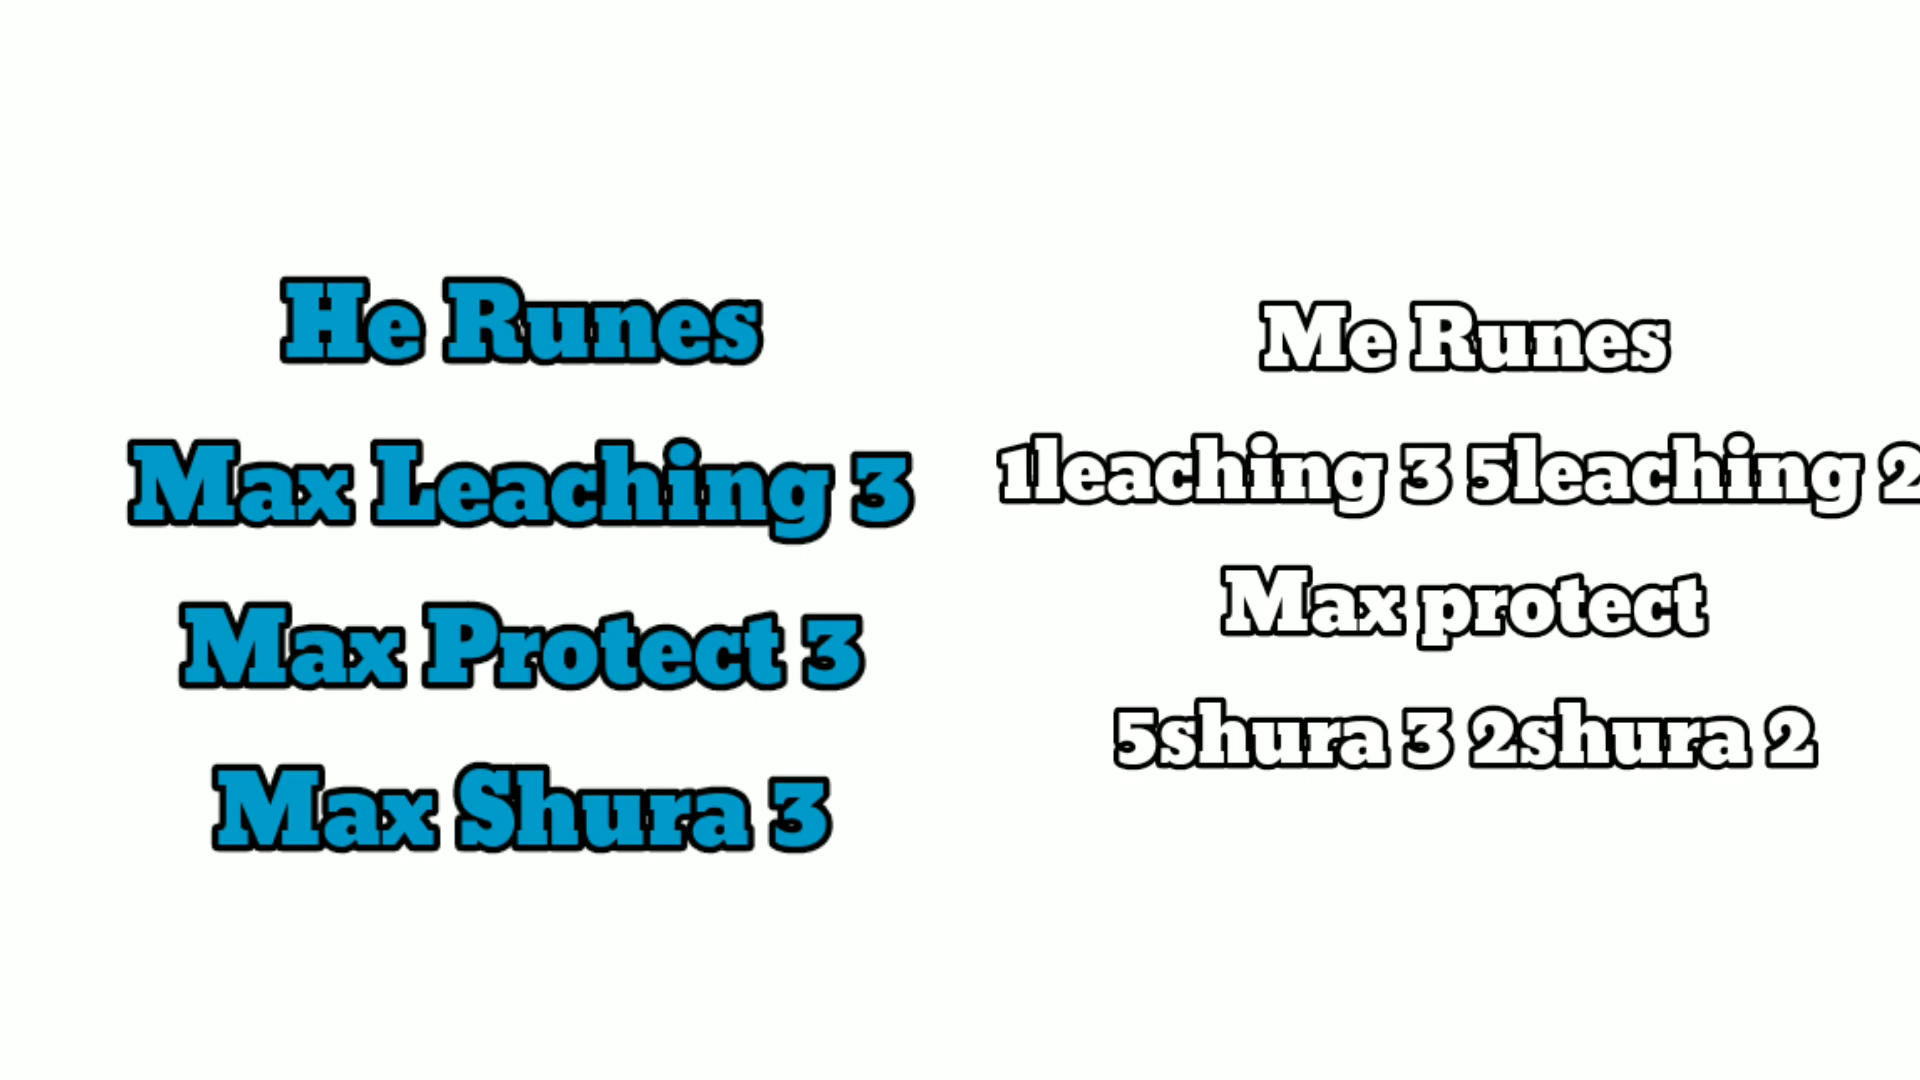 He Runes
Max Leaching 3
Max Protect 3
Max Shura 3
Me Runes
1leaching 3 5leaching 2
Max protect
5shura 3 2shura 2